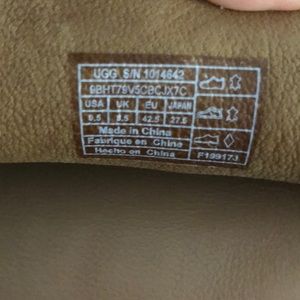 UGG S/N 1014642
9BHT79V5CBCJX7C
USA UK EU JAPAN
9.5 8.5 42.5 27.5
Made in China
Fabriqué en Chine
Hecho en China
F199173